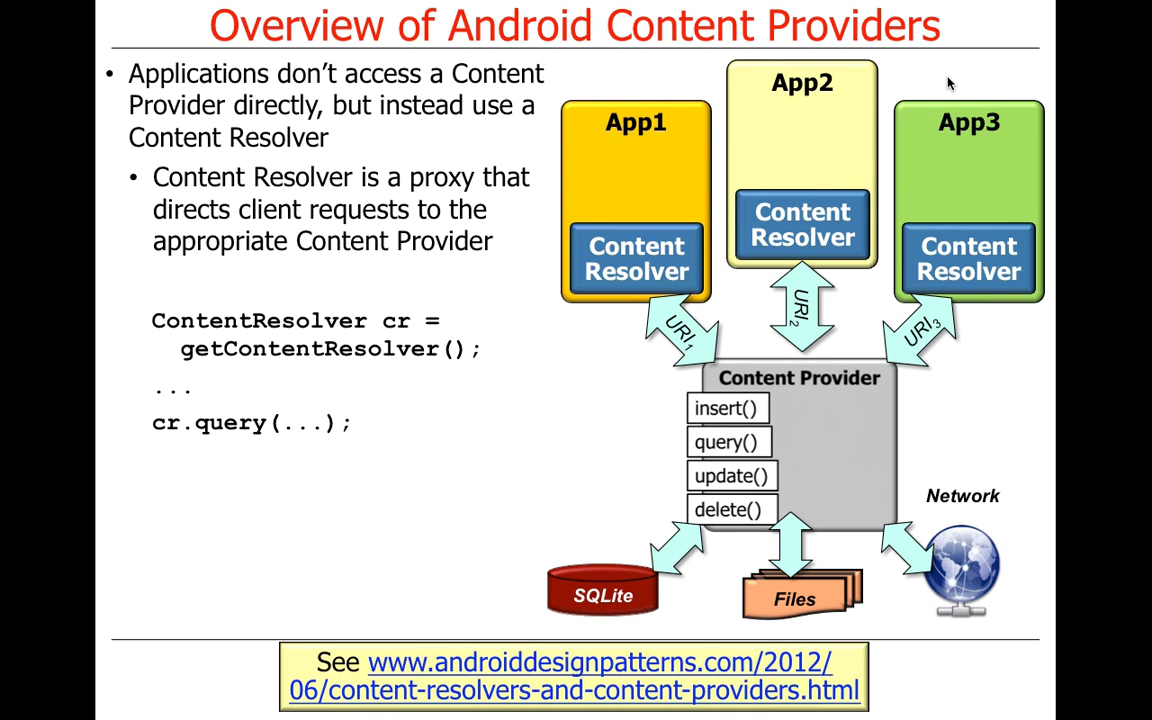 Overview of Android Content Providers
• Applications don't access a Content
Provider directly, but instead use a
Content Resolver
• Content Resolver is a proxy that
directs client requests to the
appropriate Content Provider
ContentResolver cr =
getContentResolver();
...
cr.query(...);
App1
Content
Resolver
App2
Content
Resolver
App3
Content
Resolver
URI1
URI2
URI3
Content Provider
insert()
query()
update()
delete()
SQLite
Files
Network
See www.androiddesignpatterns.com/2012/
06/content-resolvers-and-content-providers.html